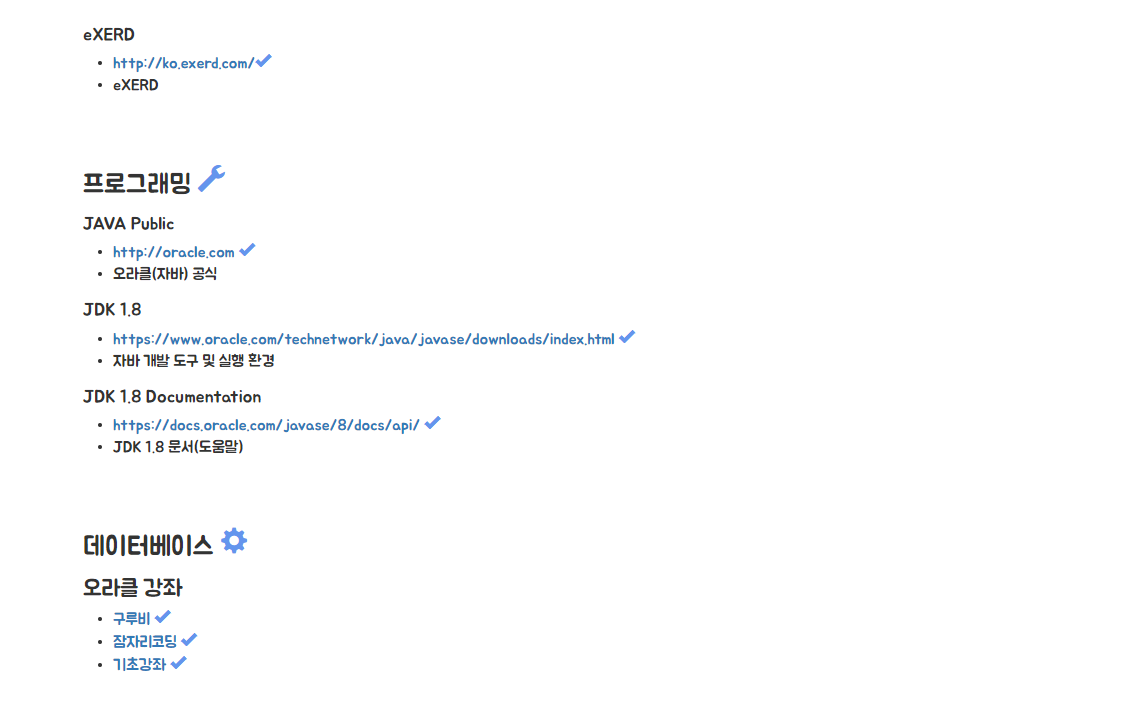 eXERD
http://ko.exerd.com/
eXERD
프로그래밍
JAVA Public
http://oracle.com
오라클(자바) 공식
JDK 1.8
https://www.oracle.com/technetwork/java/javase/downloads/index.html
자바 개발 도구 및 실행 환경
JDK 1.8 Documentation
https://docs.oracle.com/javase/8/docs/api/
JDK 1.8 문서(도움말)
데이터베이스
오라클 강좌
구루비
잠자리코딩
기초강좌